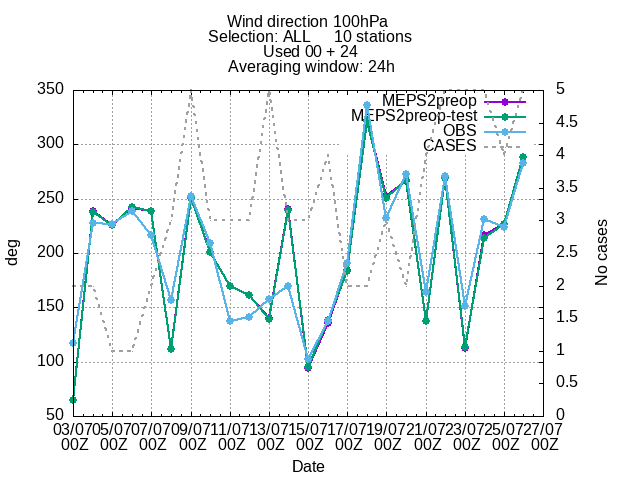 Wind direction 100hPa
Selection: ALL 10 stations
Used 00 + 24
Averaging window: 24h
MEPS2preop
MEPS2preop-test
OBS
CASES
350
300
250
200
150
100
50
deg
5
4.5
4
3.5
3
2.5
2
1.5
1
0.5
0
No cases
03/07 05/07 07/07 09/07 11/07 13/07 15/07 17/07 19/07 21/07 23/07 25/07 27/07
00Z 00Z 00Z 00Z 00Z 00Z 00Z 00Z 00Z 00Z 00Z 00Z 00Z
Date